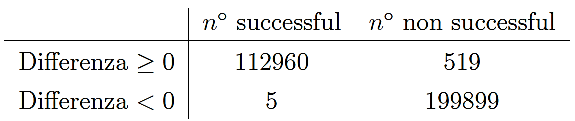 n° successful n° non successful
Differenza ≥ 0 112960 519
Differenza < 0 5 199899